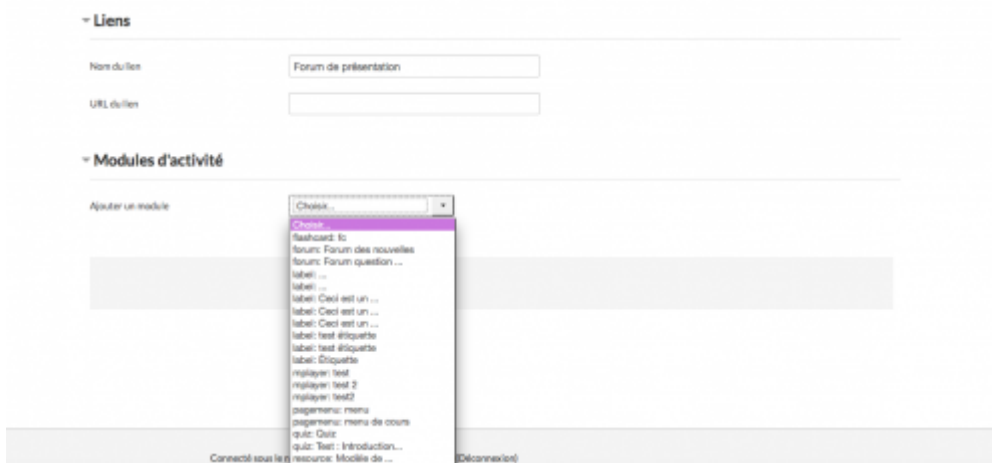 Liens
Nom du lien
Forum de présentation
URL du lien
Modules d'activité
Ajouter un module
Choisir...
Choisir...
flashcard: fc
forum: Forum des nouvelles
forum: Forum question ...
label: ...
label: ...
label: Ceci est un ...
label: Ceci est un ...
label: Ceci est un ...
label: test étiquette
label: test étiquette
label: Étiquette
mplayer: test
mplayer: test 2
mplayer: test2
pagemenu: menu
pagemenu: menu de cours
quiz: Quiz
quiz: Test : Introduction...
resource: Modèle de ...
Connecté sous le n
(Déconnexion)